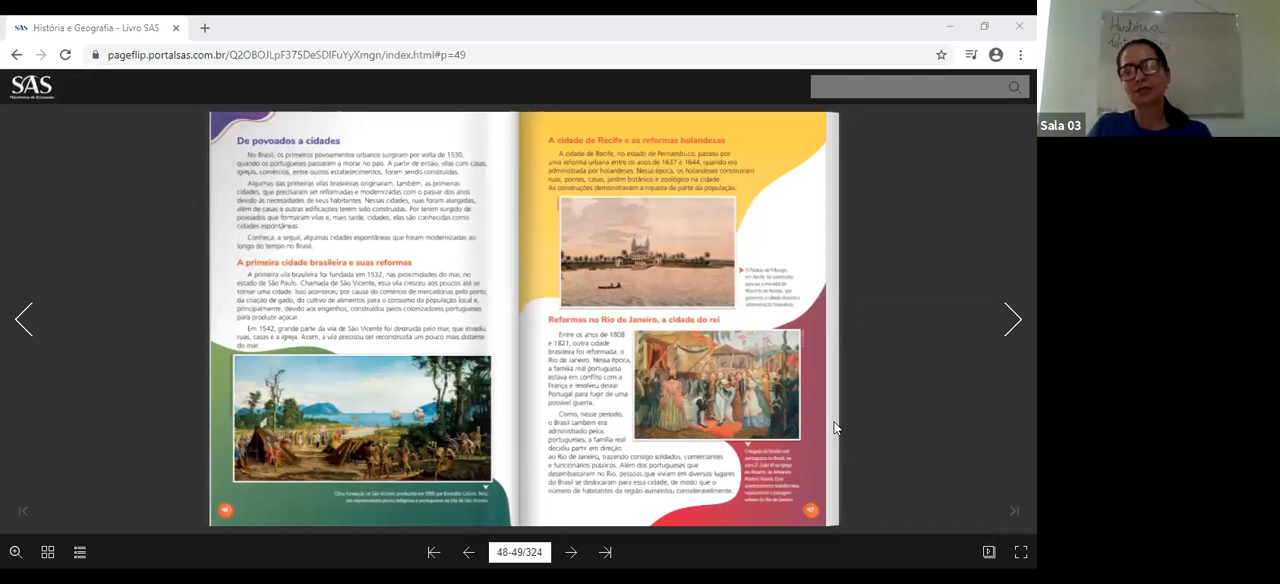 SAS História e Geografia - Livro SAS
pageflip.portalsas.com.br/Q2OBOJLpF375DeSDIFuYyXmgn/index.html#p=49
SAS
Plataforma de Educação
Sala 03
História
De povoados a cidades
No Brasil, os primeiros povoamentos urbanos surgiram por volta de 1530,
quando os portugueses passaram a morar no país. A partir de então, vilas com casas,
igrejas, comércios, entre outros estabelecimentos, foram sendo construídas.
Algumas das primeiras vilas brasileiras originaram, também, as primeiras
cidades, que precisaram ser reformadas e modernizadas com o passar dos anos
devido às necessidades de seus habitantes. Nessas cidades, ruas foram alargadas,
além de casas e outras edificações terem sido construídas. Por terem surgido de
povoados que formaram vilas e, mais tarde, cidades, elas são conhecidas como
cidades espontâneas.
Conheça, a seguir, algumas cidades espontâneas que foram modernizadas ao
longo do tempo no Brasil.
A primeira cidade brasileira e suas reformas
A primeira vila brasileira foi fundada em 1532, nas proximidades do mar, no
estado de São Paulo. Chamada de São Vicente, essa vila cresceu aos poucos até se
tornar uma cidade. Isso aconteceu por causa do comércio de mercadorias pelo porto,
da criação de gado, do cultivo de alimentos para o consumo da população local e,
principalmente, devido aos engenhos, construídos pelos colonizadores portugueses
para produzir açúcar.
Em 1542, grande parte da vila de São Vicente foi destruída pelo mar, que invadiu
ruas, casas e a igreja. Assim, a vila precisou ser reconstruída um pouco mais distante
do mar.
A cidade de Recife e as reformas holandesas
A cidade de Recife, no estado de Pernambuco, passou por
uma reforma urbana entre os anos de 1637 e 1644, quando era
administrada por holandeses. Nessa época, os holandeses construíram
ruas, pontes, casas, jardim botânico e zoológico na cidade.
As construções demonstravam a riqueza de parte da população.
Reformas no Rio de Janeiro, a cidade do rei
Entre os anos de 1808
e 1821, outra cidade
brasileira foi reformada: o
Rio de Janeiro. Nessa época,
a família real portuguesa
estava em conflito com a
França e resolveu deixar
Portugal para fugir de uma
possível guerra.
Como, nesse período,
o Brasil também era
administrado pelos
portugueses, a família real
decidiu partir em direção
ao Rio de Janeiro, trazendo consigo soldados, comerciantes
e funcionários públicos. Além dos portugueses que
desembarcaram no Rio, pessoas que viviam em diversos lugares
do Brasil se deslocaram para essa cidade, de modo que o
número de habitantes da região aumentou consideravelmente.
47
48-49/324